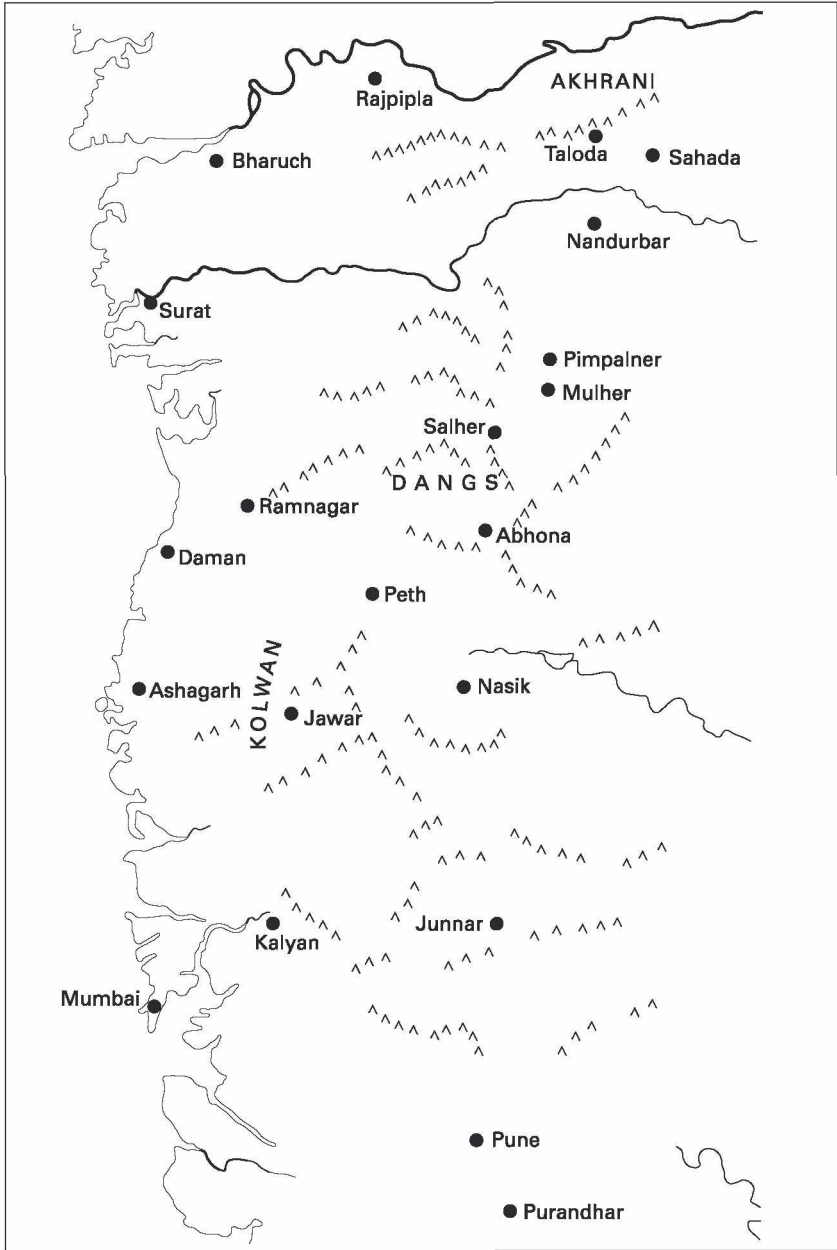 AKHRANI
Rajpipla
Taloda
Sahada
Bharuch
Nandurbar
Surat
Pimpalner
Mulher
Salher
DANGS
Ramnagar
Abhona
Daman
Peth
KOLWAN
Ashagarh
Nasik
Jawar
Junnar
Kalyan
Mumbai
Pune
Purandhar